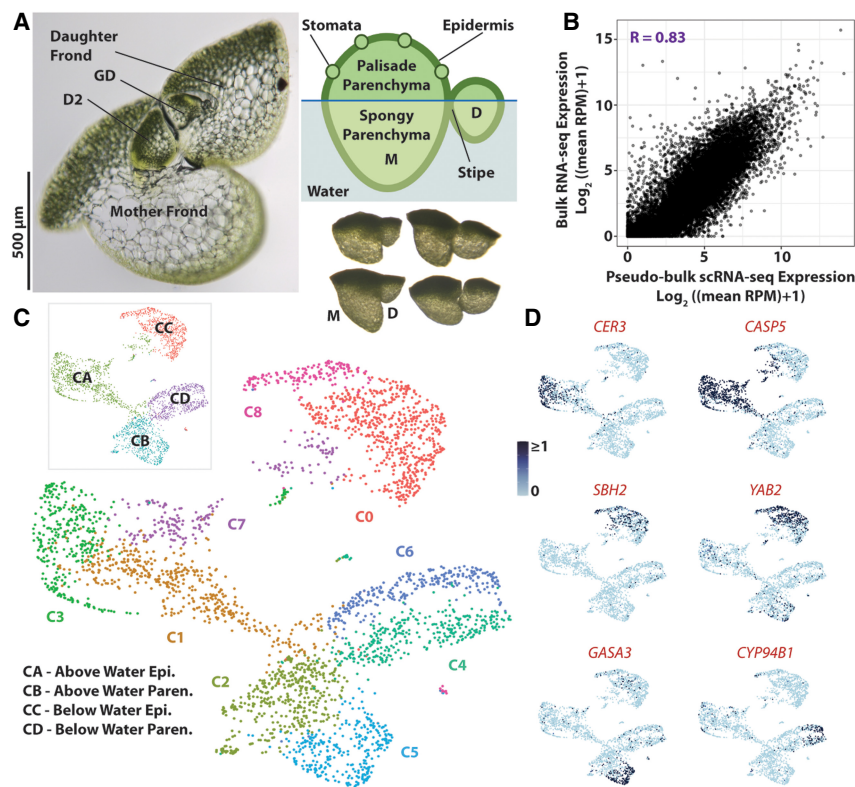 A
Daughter
Frond
GD
D2
Mother Frond
500 µm
Stomata
Epidermis
Palisade
Parenchyma
Spongy
Parenchyma
M
D
Stipe
Water
M
D
B
R = 0.83
15
10
5
0
0
5
10
Bulk RNA-seq Expression
Log2 ((mean RPM)+1)
Pseudo-bulk scRNA-seq Expression
Log2 ((mean RPM)+1)
C
CC
CA
CD
CB
C8
C0
C7
C6
C3
C1
C4
C2
C5
CA - Above Water Epi.
CB - Above Water Paren.
CC - Below Water Epi.
CD - Below Water Paren.
D
CER3
CASP5
≥1
0
SBH2
YAB2
GASA3
CYP94B1